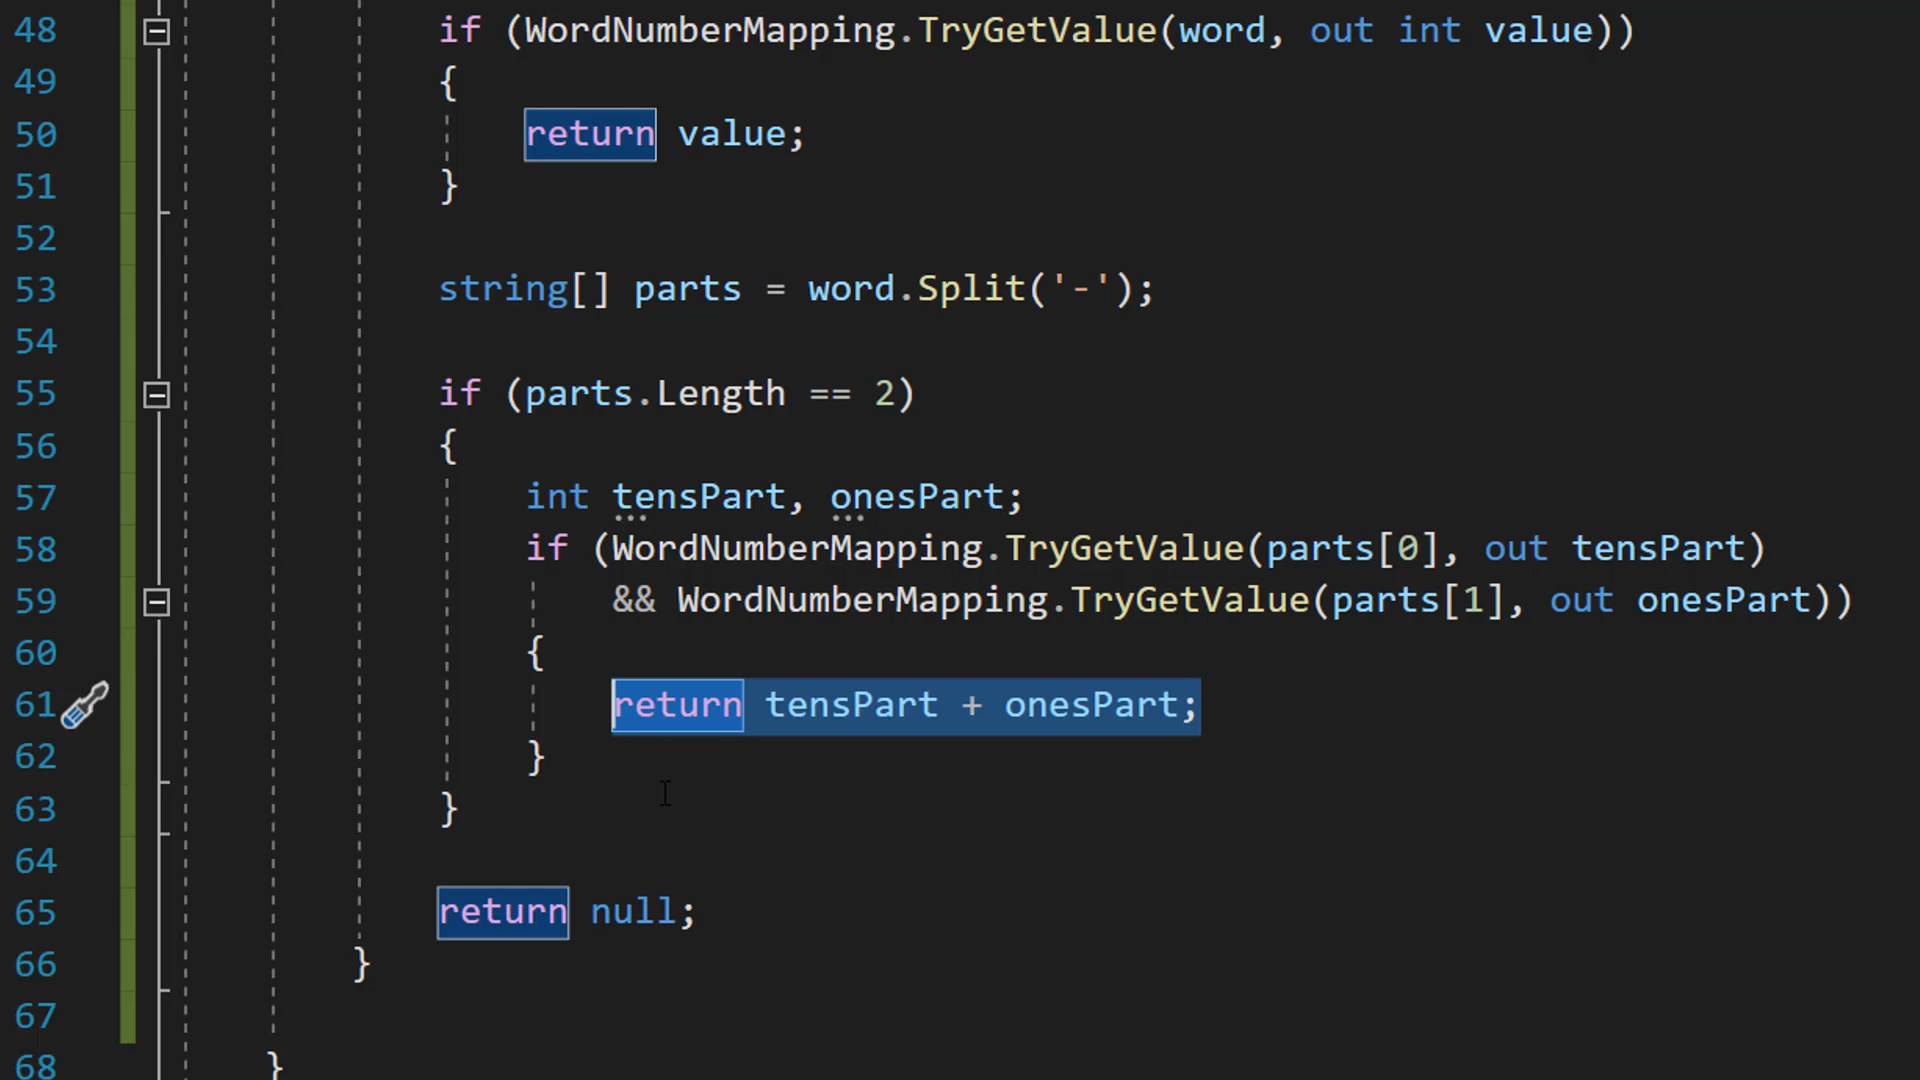 48 if (WordNumberMapping.TryGetValue(word, out int value))
49 {
50 return value;
51 }
52
53 string[] parts = word.Split('-');
54
55 if (parts.Length == 2)
56 {
57 int tensPart, onesPart;
58 if (WordNumberMapping.TryGetValue(parts[0], out tensPart)
59 && WordNumberMapping.TryGetValue(parts[1], out onesPart))
60 {
61 return tensPart + onesPart;
62 }
63 }
64
65 return null;
66 }
67
68 }